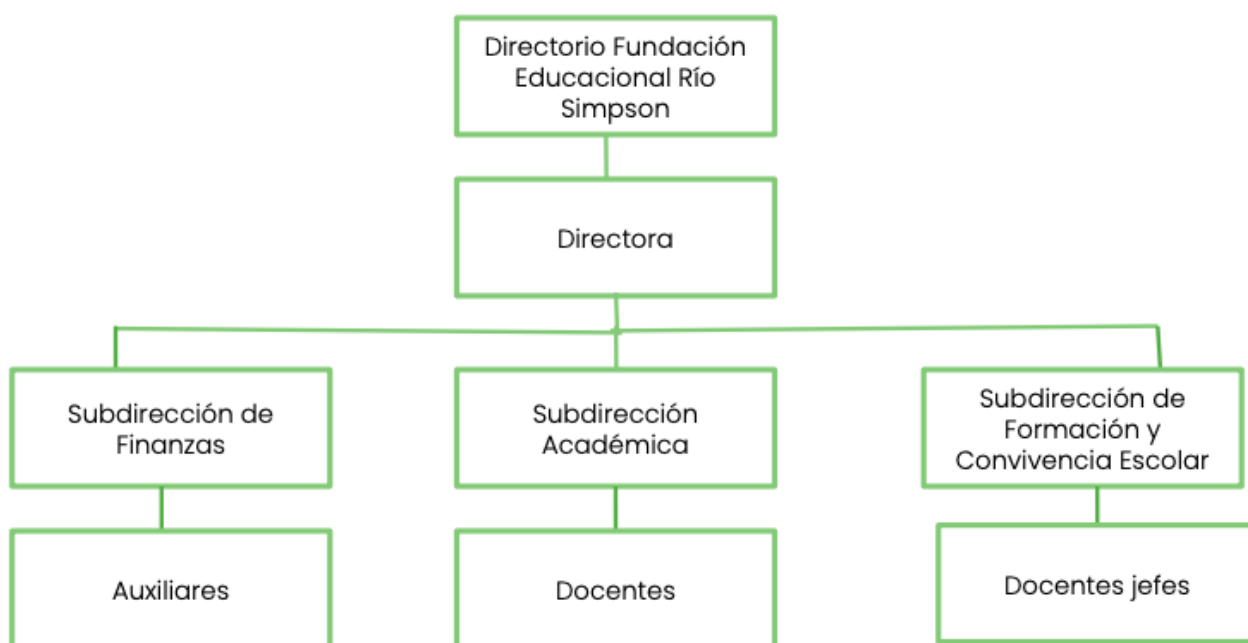 Directorio Fundación
Educacional Río
Simpson
Directora
Subdirección de
Finanzas
Subdirección
Académica
Subdirección de
Formación y
Convivencia Escolar
Auxiliares
Docentes
Docentes jefes